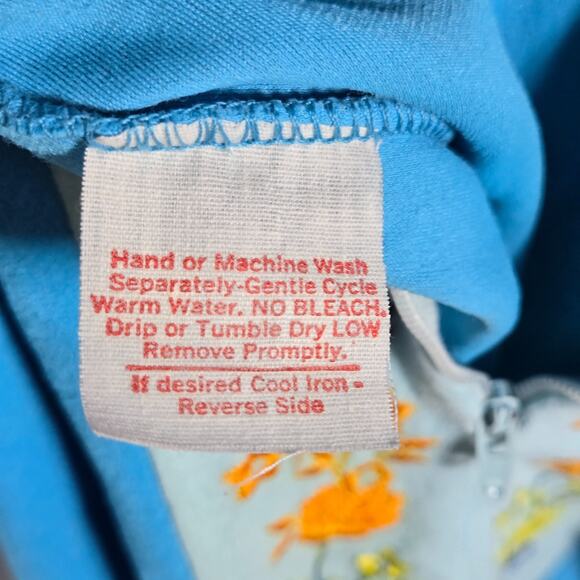 Hand or Machine Wash
Separately-Gentle Cycle
Warm Water. NO BLEACH.
Drip or Tumble Dry LOW
Remove Promptly.
If desired Cool Iron-
Reverse Side